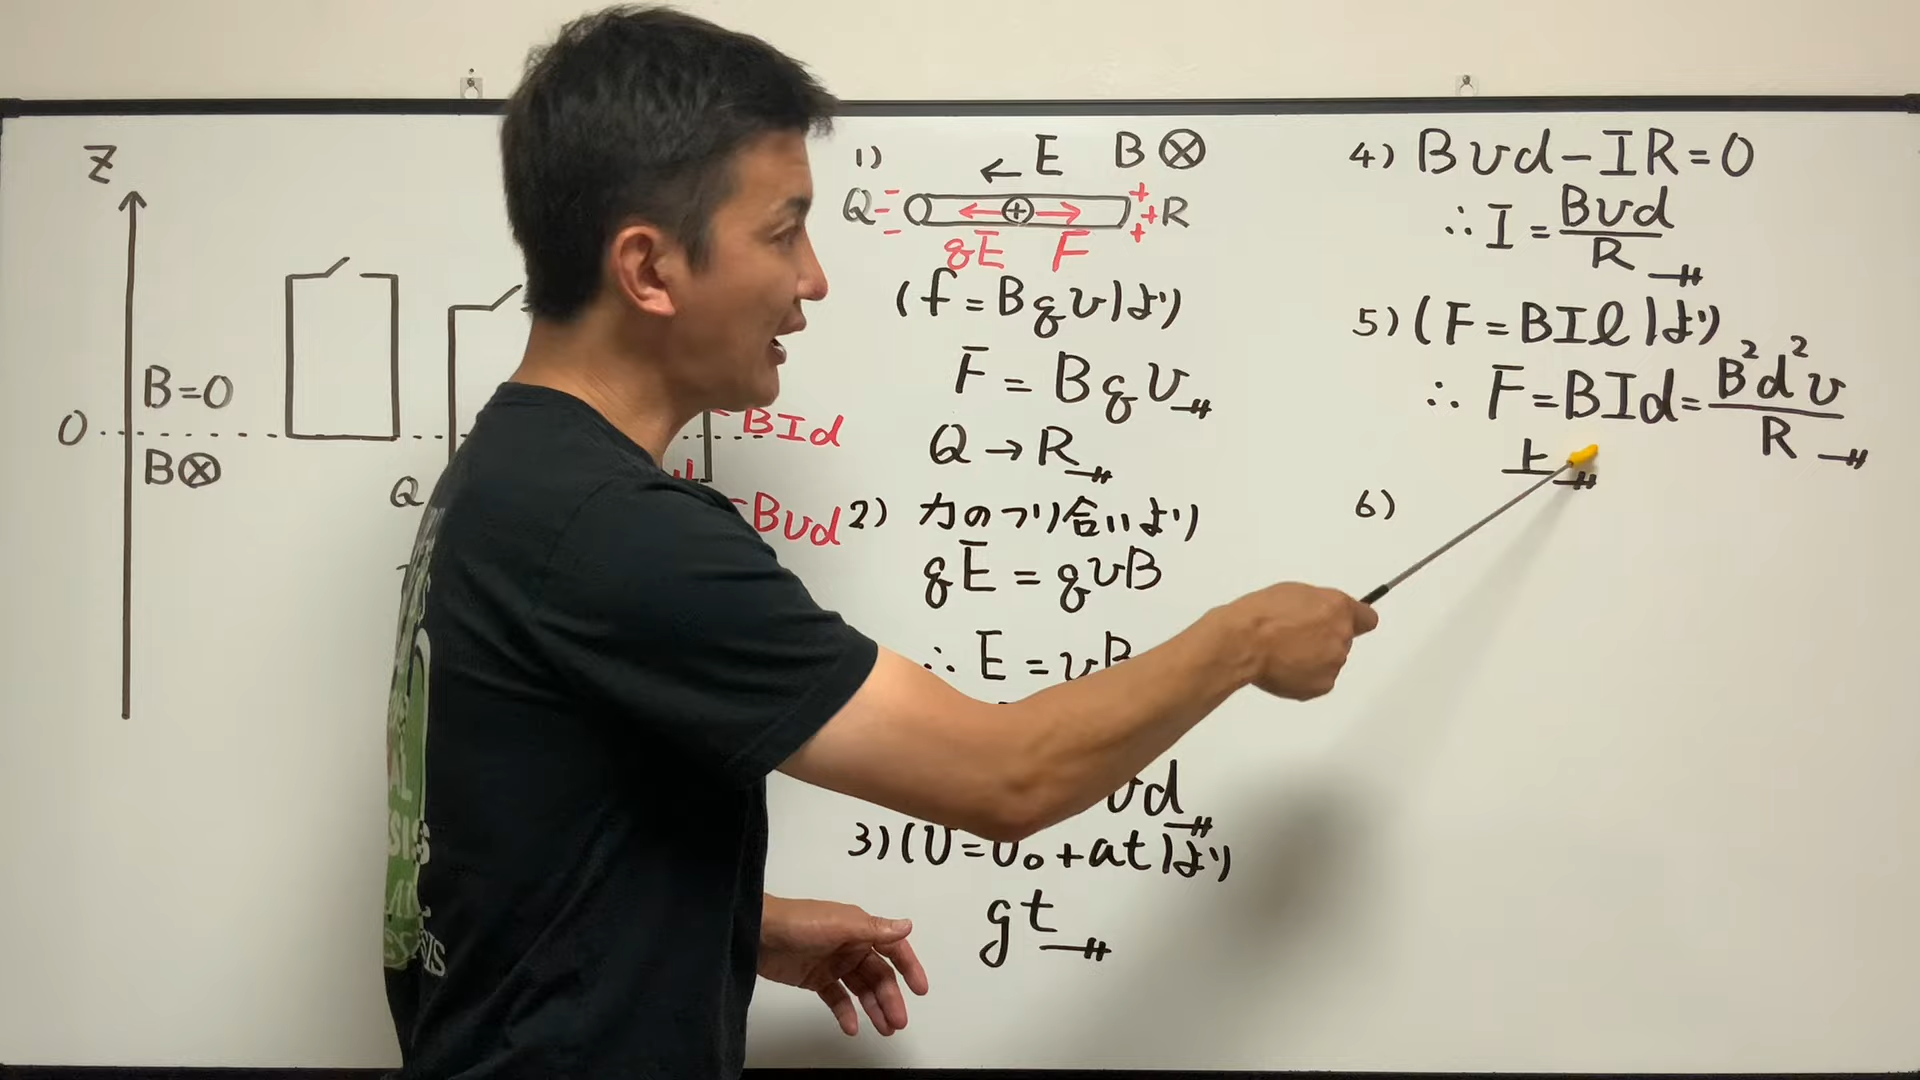 Z
B=0
0
B⊗
Q
BId
Bvd
1)
← E B⊗
Q - - ⊕ + + + R
qE F
(f=Bqv)より
F=Bqv
Q→R
2) 力のつり合いより
qE=qvB
∴E=vB
vd
3)(v=v₀+at)より
gt
4) Bvd-IR=0
∴I=Bvd/R
5)(F=BIl)より
∴F=BId=B²d²v/R
上
6)